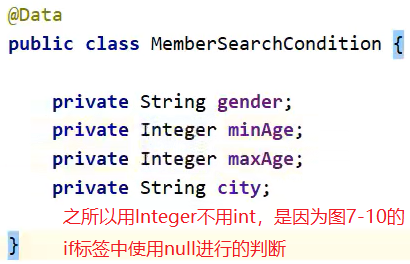 @Data
public class MemberSearchCondition {
private String gender;
private Integer minAge;
private Integer maxAge;
private String city;
之所以用Integer不用int，是因为图7-10的
if标签中使用null进行的判断
}